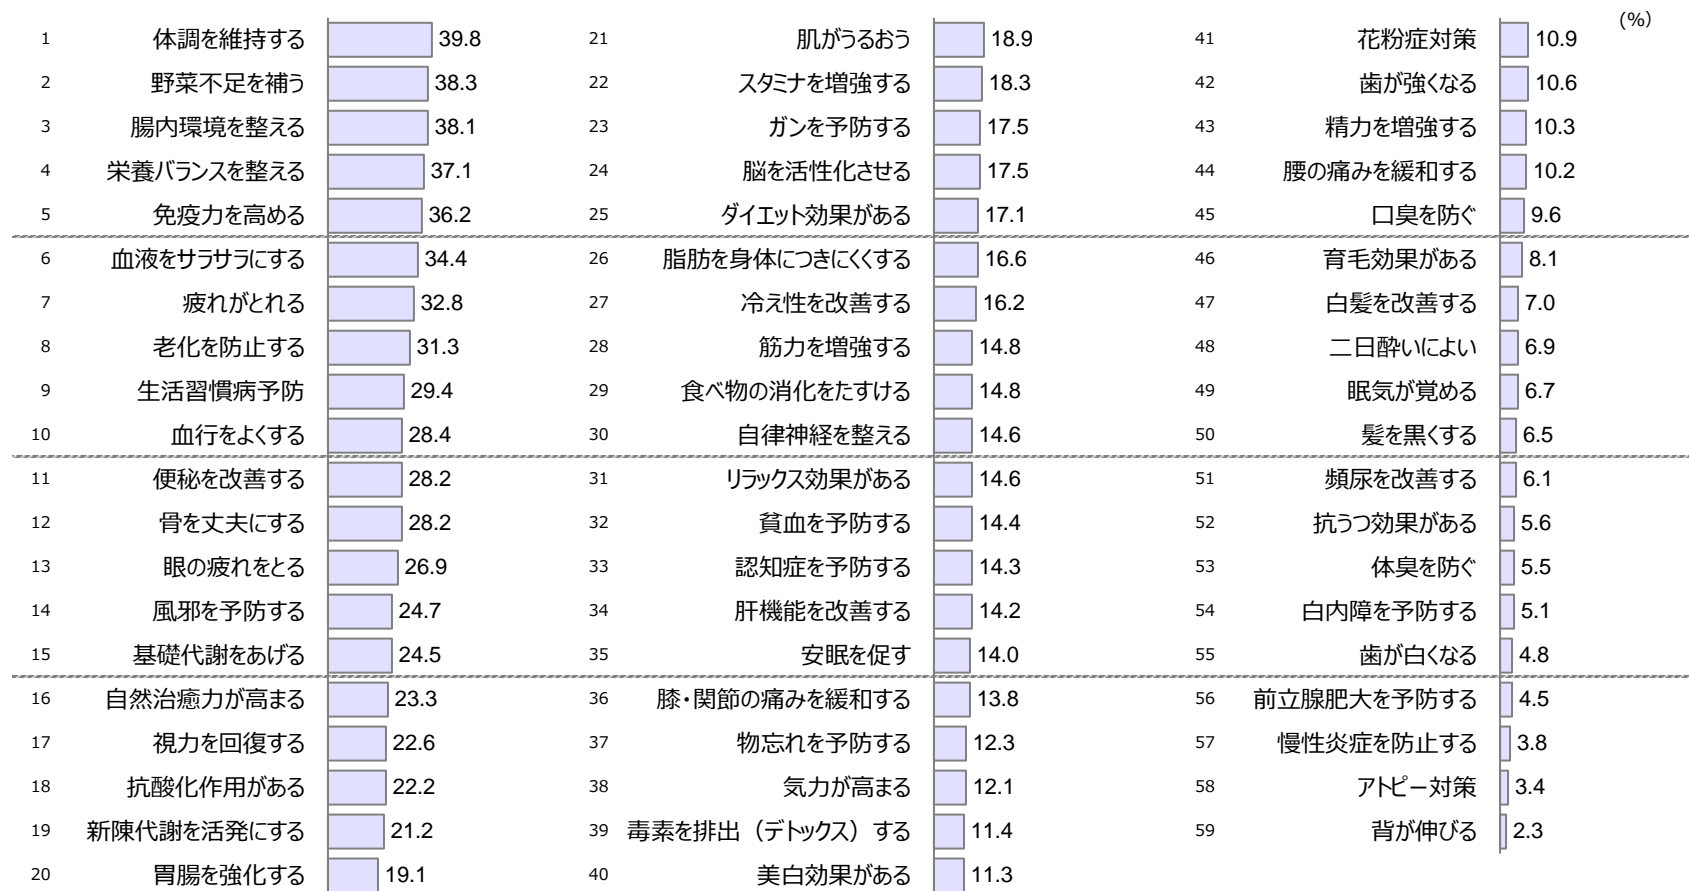 (%)
1 体調を維持する 39.8
2 野菜不足を補う 38.3
3 腸内環境を整える 38.1
4 栄養バランスを整える 37.1
5 免疫力を高める 36.2
6 血液をサラサラにする 34.4
7 疲れがとれる 32.8
8 老化を防止する 31.3
9 生活習慣病予防 29.4
10 血行をよくする 28.4
11 便秘を改善する 28.2
12 骨を丈夫にする 28.2
13 眼の疲れをとる 26.9
14 風邪を予防する 24.7
15 基礎代謝をあげる 24.5
16 自然治癒力が高まる 23.3
17 視力を回復する 22.6
18 抗酸化作用がある 22.2
19 新陳代謝を活発にする 21.2
20 胃腸を強化する 19.1
21 肌がうるおう 18.9
22 スタミナを増強する 18.3
23 ガンを予防する 17.5
24 脳を活性化させる 17.5
25 ダイエット効果がある 17.1
26 脂肪を身体につきにくくする 16.6
27 冷え性を改善する 16.2
28 筋力を増強する 14.8
29 食べ物の消化をたすける 14.8
30 自律神経を整える 14.6
31 リラックス効果がある 14.6
32 貧血を予防する 14.4
33 認知症を予防する 14.3
34 肝機能を改善する 14.2
35 安眠を促す 14.0
36 膝・関節の痛みを緩和する 13.8
37 物忘れを予防する 12.3
38 気力が高まる 12.1
39 毒素を排出（デトックス）する 11.4
40 美白効果がある 11.3
41 花粉症対策 10.9
42 歯が強くなる 10.6
43 精力を増強する 10.3
44 腰の痛みを緩和する 10.2
45 口臭を防ぐ 9.6
46 育毛効果がある 8.1
47 白髪を改善する 7.0
48 二日酔いによい 6.9
49 眠気が覚める 6.7
50 髪を黒くする 6.5
51 頻尿を改善する 6.1
52 抗うつ効果がある 5.6
53 体臭を防ぐ 5.5
54 白内障を予防する 5.1
55 歯が白くなる 4.8
56 前立腺肥大を予防する 4.5
57 慢性炎症を防止する 3.8
58 アトピー対策 3.4
59 背が伸びる 2.3